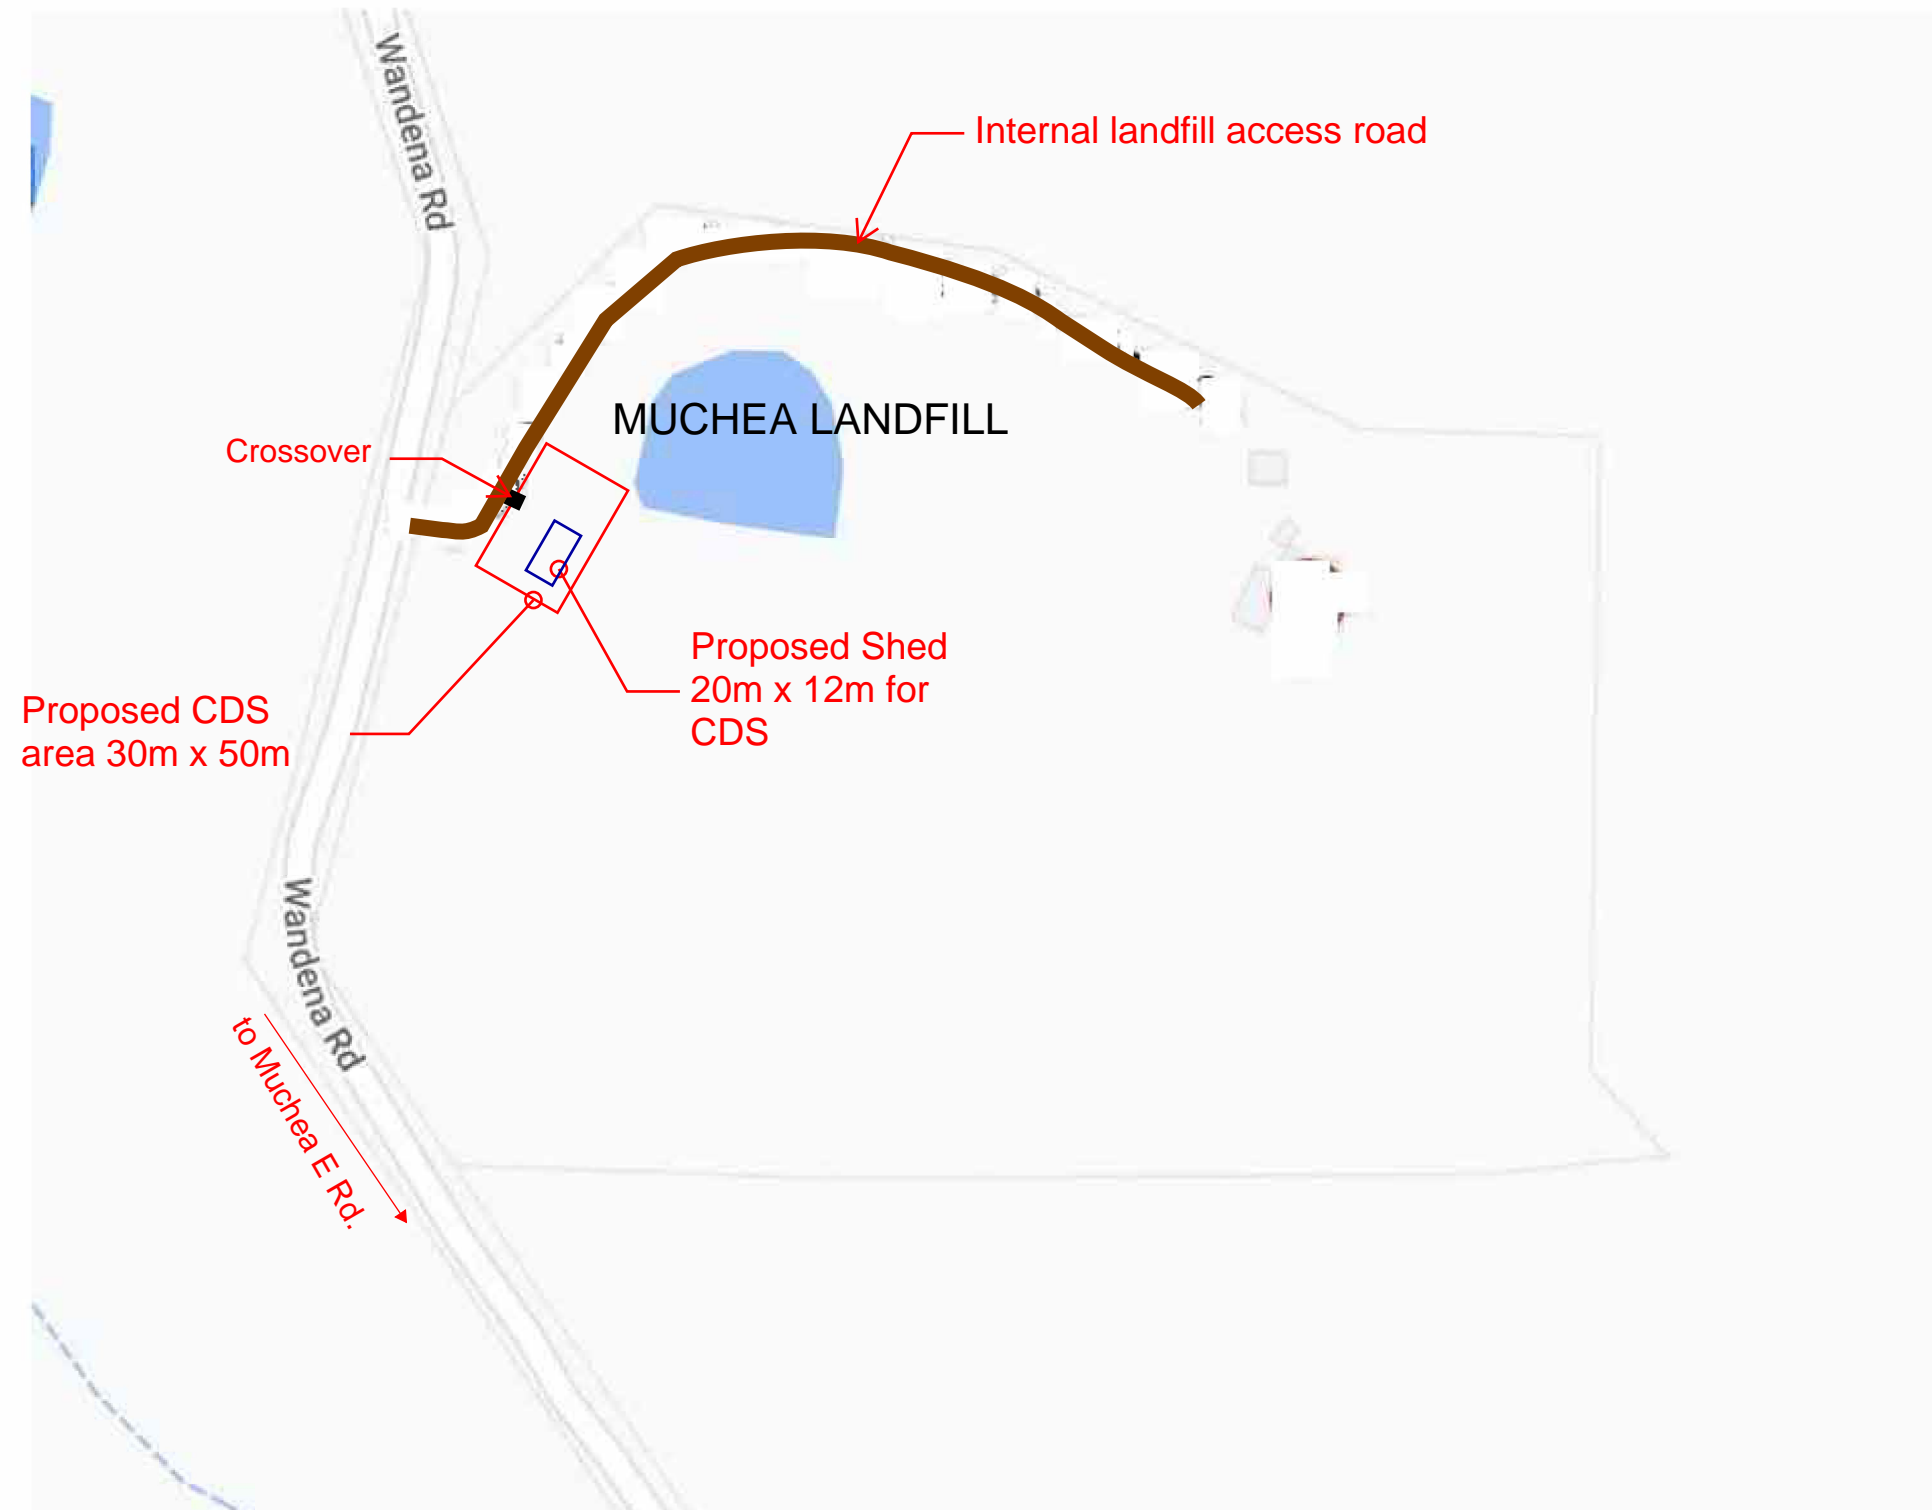 Wandena Rd
Internal landfill access road
MUCHEA LANDFILL
Crossover
Proposed Shed
20m x 12m for
CDS
Proposed CDS
area 30m x 50m
Wandena Rd
to Muchea E Rd.